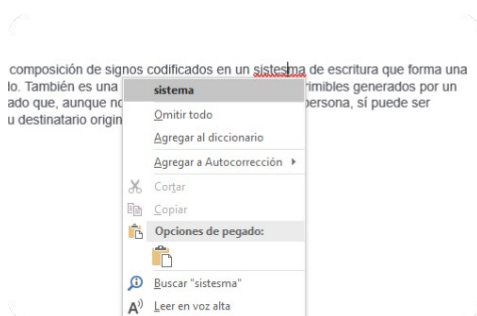 composición de signos codificados en un sistesma de escritura que forma una
lo. También es una rimibles generados por un
ado que, aunque no persona, sí puede ser
u destinatario origin
sistema
Omitir todo
Agregar al diccionario
Agregar a Autocorrección
Cortar
Copiar
Opciones de pegado:
Buscar "sistesma"
Leer en voz alta